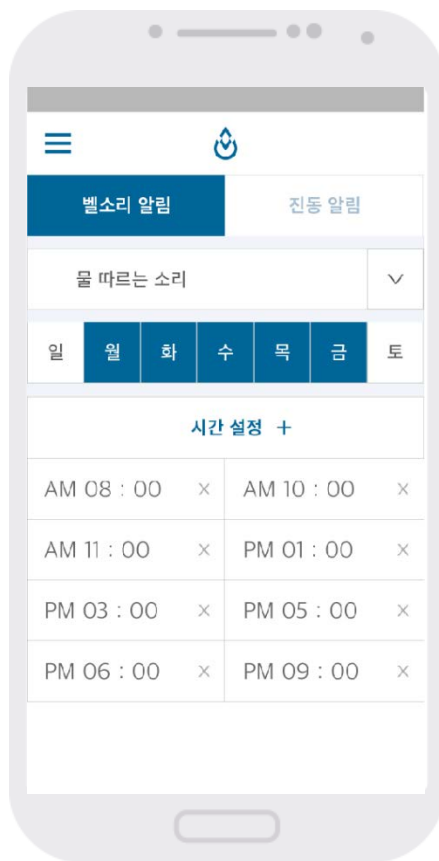 벨소리 알림 진동 알림
물 따르는 소리
일 월 화 수 목 금 토
시간 설정 +
AM 08 : 00 × AM 10 : 00 ×
AM 11 : 00 × PM 01 : 00 ×
PM 03 : 00 × PM 05 : 00 ×
PM 06 : 00 × PM 09 : 00 ×